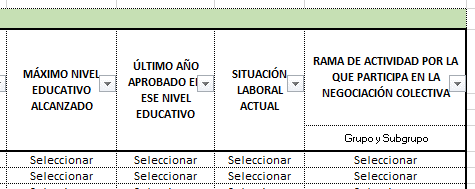 MÁXIMO NIVEL
EDUCATIVO
ALCANZADO
ÚLTIMO AÑO
APROBADO EN
ESE NIVEL
EDUCATIVO
SITUACIÓN
LABORAL
ACTUAL
RAMA DE ACTIVIDAD POR LA
QUE PARTICIPA EN LA
NEGOCIACIÓN COLECTIVA
Grupo y Subgrupo
Seleccionar Seleccionar Seleccionar Seleccionar
Seleccionar Seleccionar Seleccionar Seleccionar